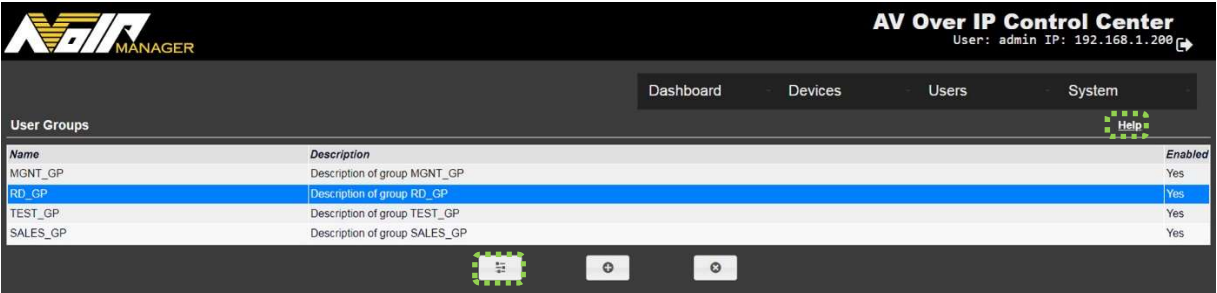 AVoIP MANAGER
AV Over IP Control Center
User: admin IP: 192.168.1.200
Dashboard Devices Users System
User Groups Help
Name Description Enabled
MGNT_GP Description of group MGNT_GP Yes
RD_GP Description of group RD_GP Yes
TEST_GP Description of group TEST_GP Yes
SALES_GP Description of group SALES_GP Yes